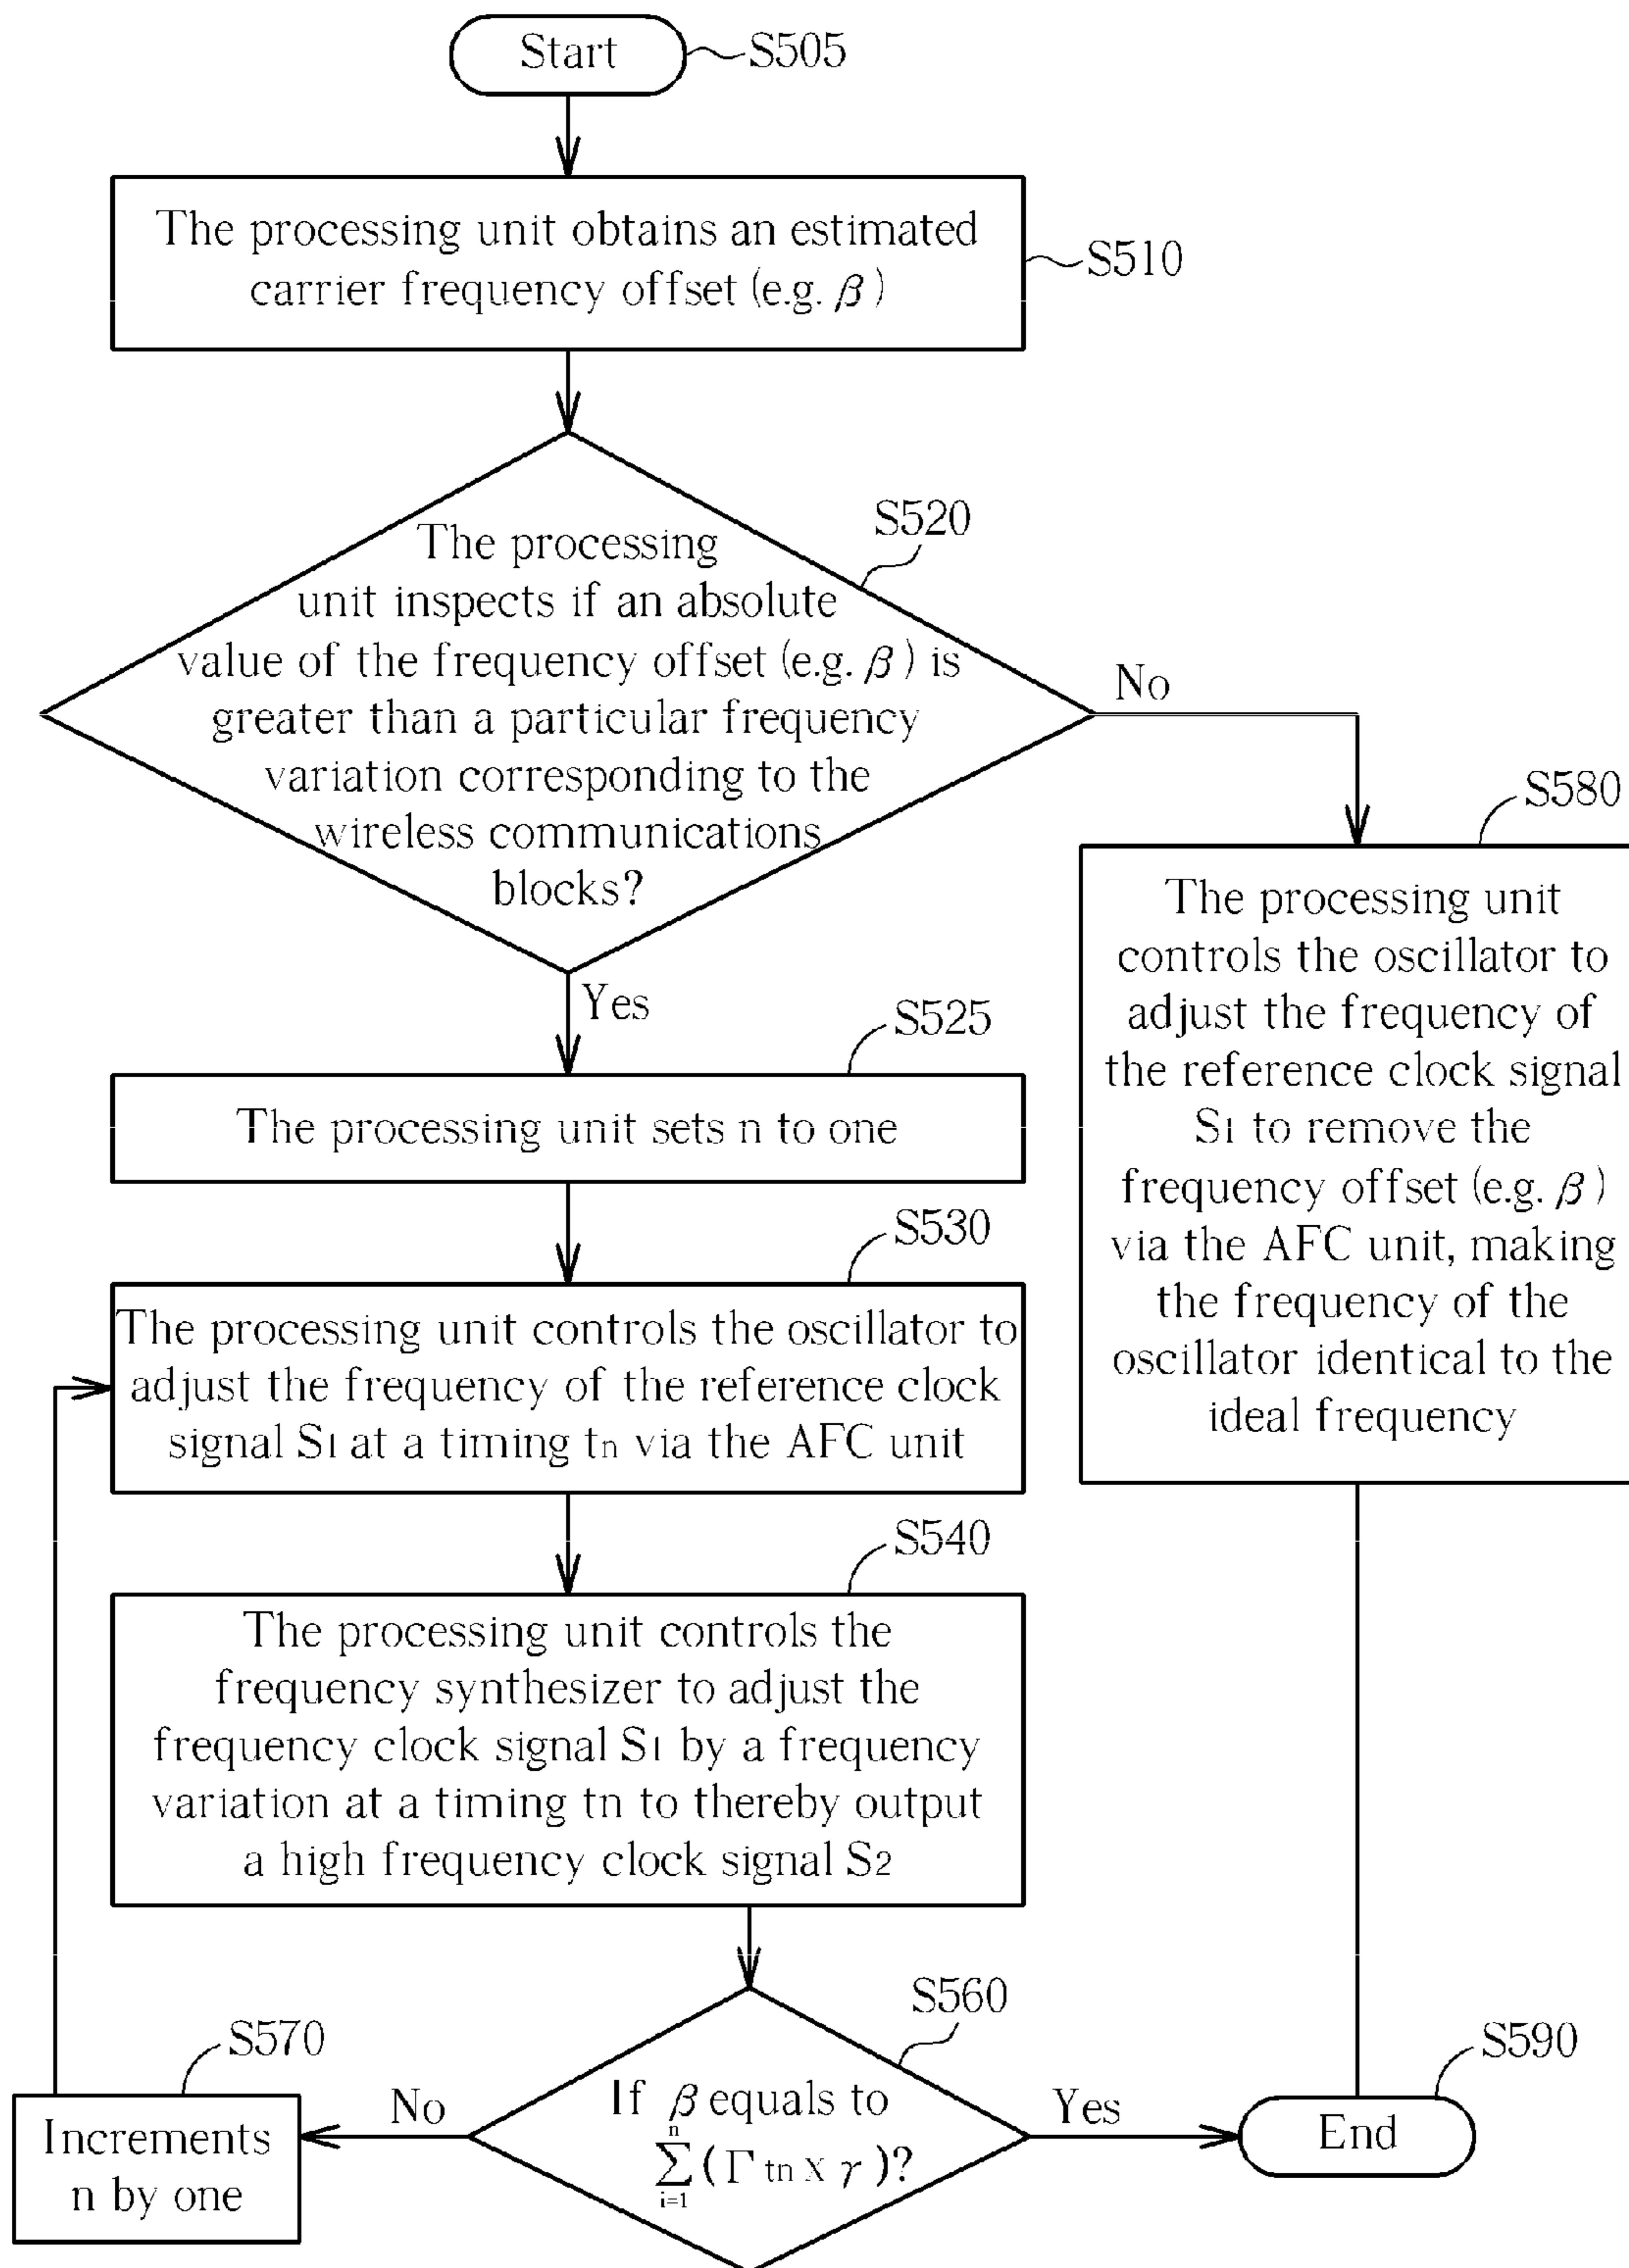 Start
S505
The processing unit obtains an estimated
carrier frequency offset (e.g. β)
S510
S520
The processing
unit inspects if an absolute
value of the frequency offset (e.g. β) is
greater than a particular frequency
variation corresponding to the
wireless communications
blocks?
No
Yes
S525
The processing unit sets n to one
S530
The processing unit controls the oscillator to
adjust the frequency of the reference clock
signal S1 at a timing tn via the AFC unit
S540
The processing unit controls the
frequency synthesizer to adjust the
frequency clock signal S1 by a frequency
variation at a timing tn to thereby output
a high frequency clock signal S2
S580
The processing unit
controls the oscillator to
adjust the frequency of
the reference clock signal
S1 to remove the
frequency offset (e.g. β)
via the AFC unit, making
the frequency of the
oscillator identical to the
ideal frequency
S560
If β equals to
n
∑(Γtn X γ)?
i=1
No
Yes
S570
Increments
n by one
S590
End